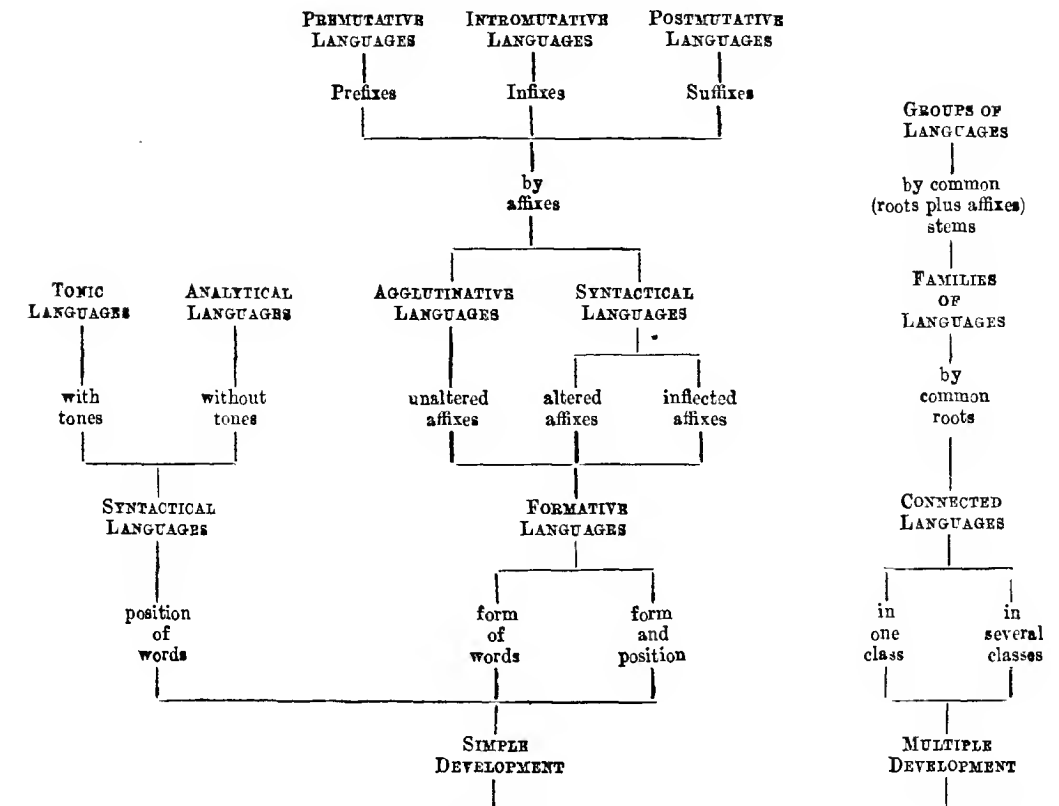 PREMUTATIVE
LANGUAGES
INTROMUTATIVE
LANGUAGES
POSTMUTATIVE
LANGUAGES
Prefixes
Infixes
Suffixes
GROUPS OF
LANGUAGES
by
affixes
by common
(roots plus affixes)
stems
TONIC
LANGUAGES
ANALYTICAL
LANGUAGES
AGGLUTINATIVE
LANGUAGES
SYNTACTICAL
LANGUAGES
FAMILIES
OF
LANGUAGES
with
tones
without
tones
unaltered
affixes
altered
affixes
inflected
affixes
by
common
roots
SYNTACTICAL
LANGUAGES
FORMATIVE
LANGUAGES
CONNECTED
LANGUAGES
position
of
words
form
of
words
form
and
position
in
one
class
in
several
classes
SIMPLE
DEVELOPMENT
MULTIPLE
DEVELOPMENT